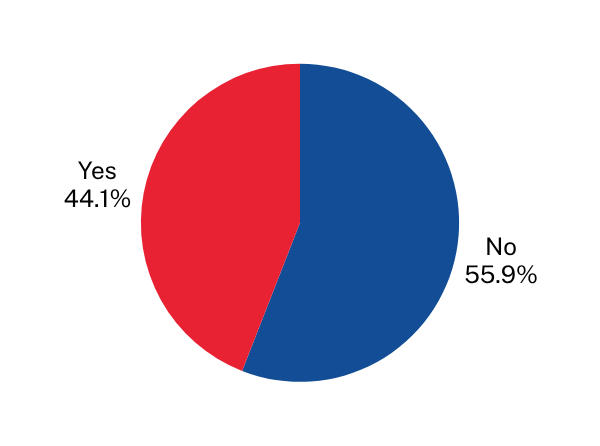 Yes
44.1%
No
55.9%